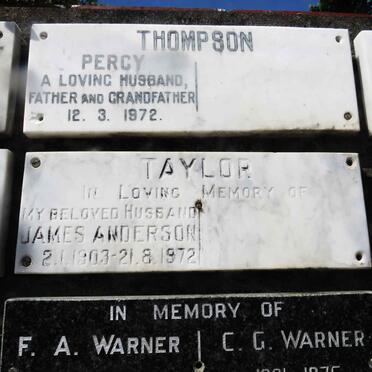 THOMPSON
PERCY
A LOVING HUSBAND,
FATHER AND GRANDFATHER
12. 3. 1972.
TAYLOR
IN LOVING MEMORY OF
MY BELOVED HUSBAND
JAMES ANDERSON
2.1.1903-21.8.1972
IN MEMORY OF
F. A. WARNER C. G. WARNER